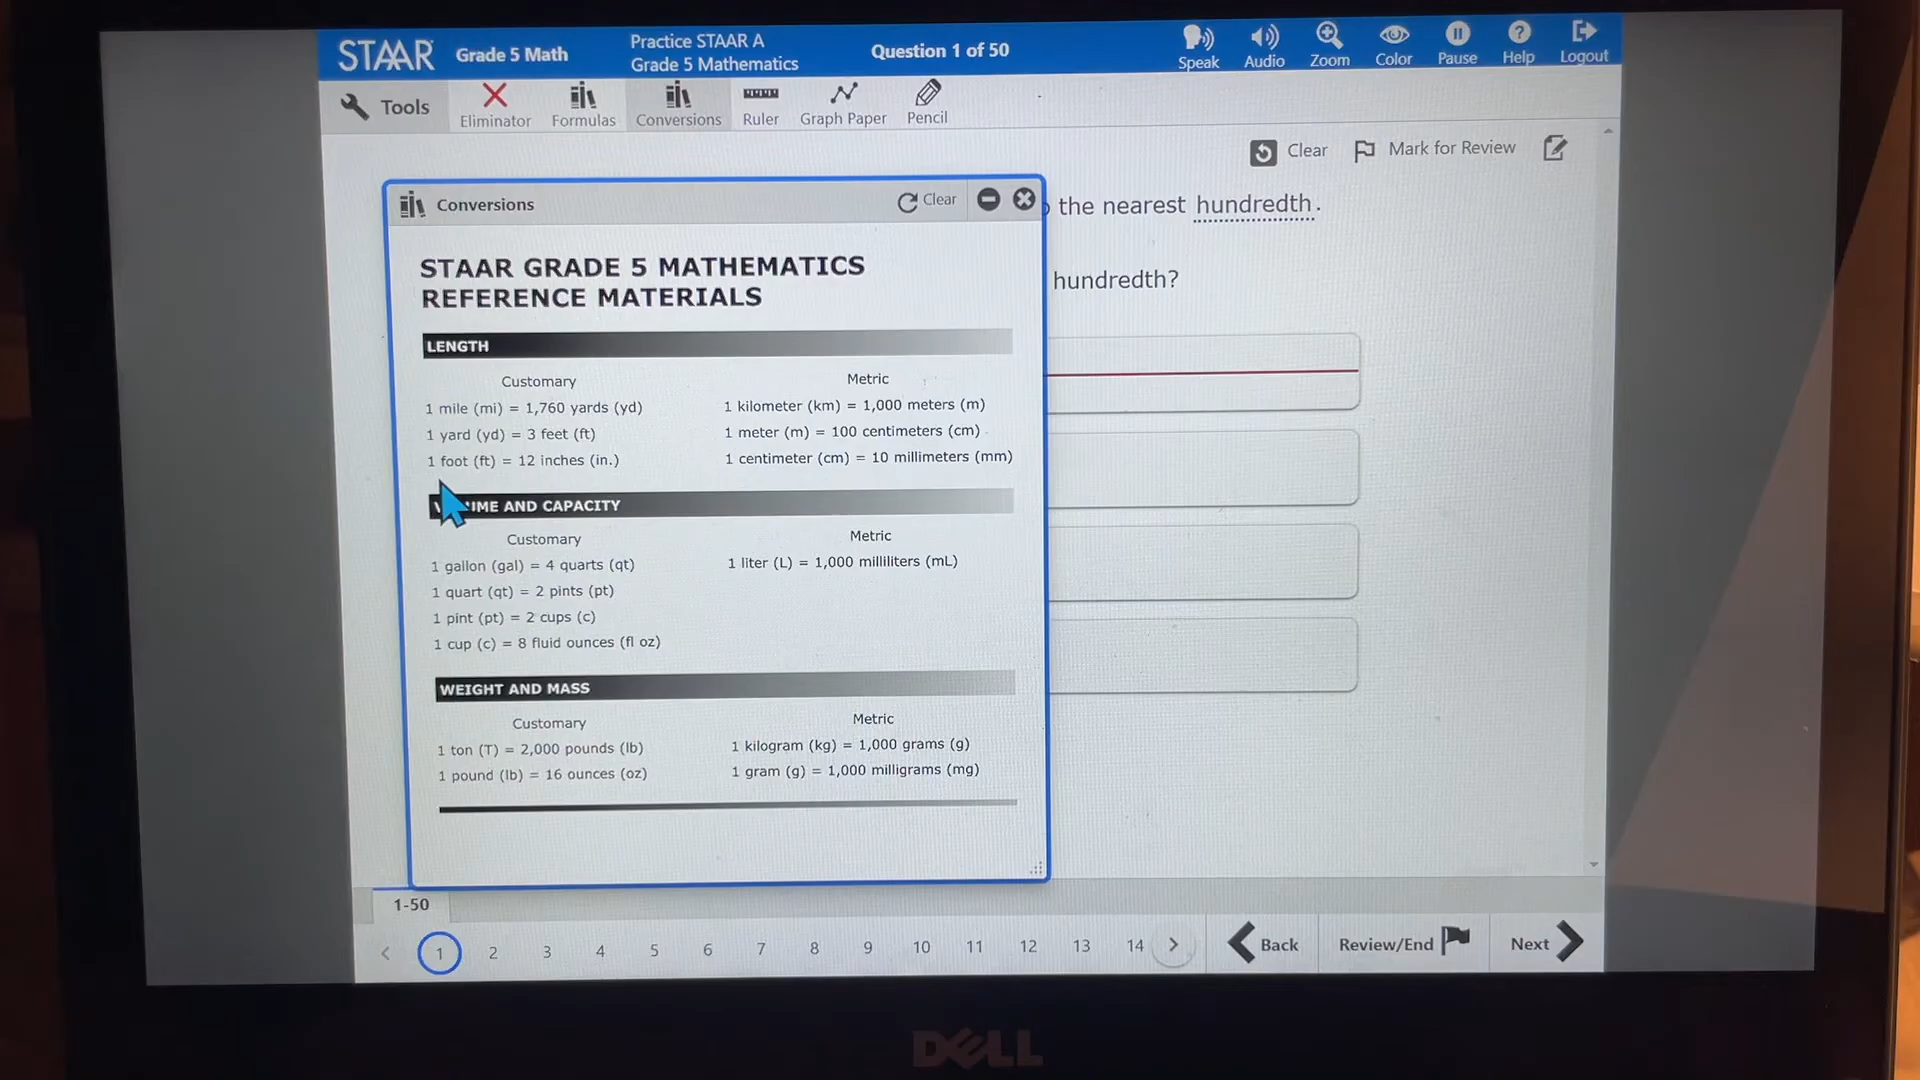 STAAR Grade 5 Math
Practice STAAR A
Grade 5 Mathematics
Question 1 of 50
Speak
Audio
Zoom
Color
Pause
Help
Logout
Tools
Eliminator
Formulas
Conversions
Ruler
Graph Paper
Pencil
Clear
Mark for Review
the nearest hundredth.
hundredth?
Conversions
Clear
STAAR GRADE 5 MATHEMATICS
REFERENCE MATERIALS
LENGTH
Customary
1 mile (mi) = 1,760 yards (yd)
1 yard (yd) = 3 feet (ft)
1 foot (ft) = 12 inches (in.)
Metric
1 kilometer (km) = 1,000 meters (m)
1 meter (m) = 100 centimeters (cm)
1 centimeter (cm) = 10 millimeters (mm)
AND CAPACITY
Customary
1 gallon (gal) = 4 quarts (qt)
1 quart (qt) = 2 pints (pt)
1 pint (pt) = 2 cups (c)
1 cup (c) = 8 fluid ounces (fl oz)
Metric
1 liter (L) = 1,000 milliliters (mL)
WEIGHT AND MASS
Customary
1 ton (T) = 2,000 pounds (lb)
1 pound (lb) = 16 ounces (oz)
Metric
1 kilogram (kg) = 1,000 grams (g)
1 gram (g) = 1,000 milligrams (mg)
1-50
1 2 3 4 5 6 7 8 9 10 11 12 13 14
Back
Review/End
Next
DELL